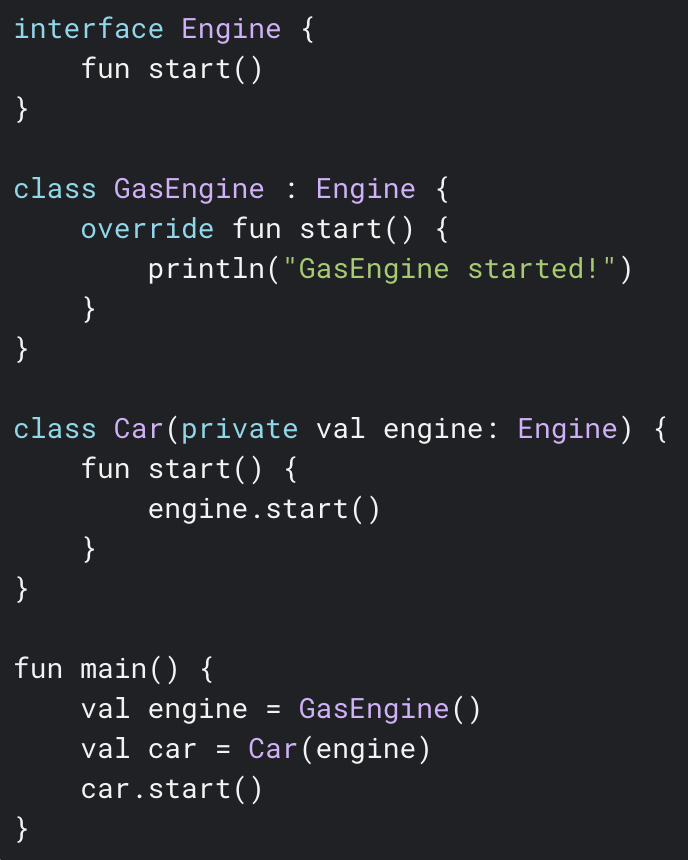 interface Engine {
    fun start()
}

class GasEngine : Engine {
    override fun start() {
        println("GasEngine started!")
    }
}

class Car(private val engine: Engine) {
    fun start() {
        engine.start()
    }
}

fun main() {
    val engine = GasEngine()
    val car = Car(engine)
    car.start()
}